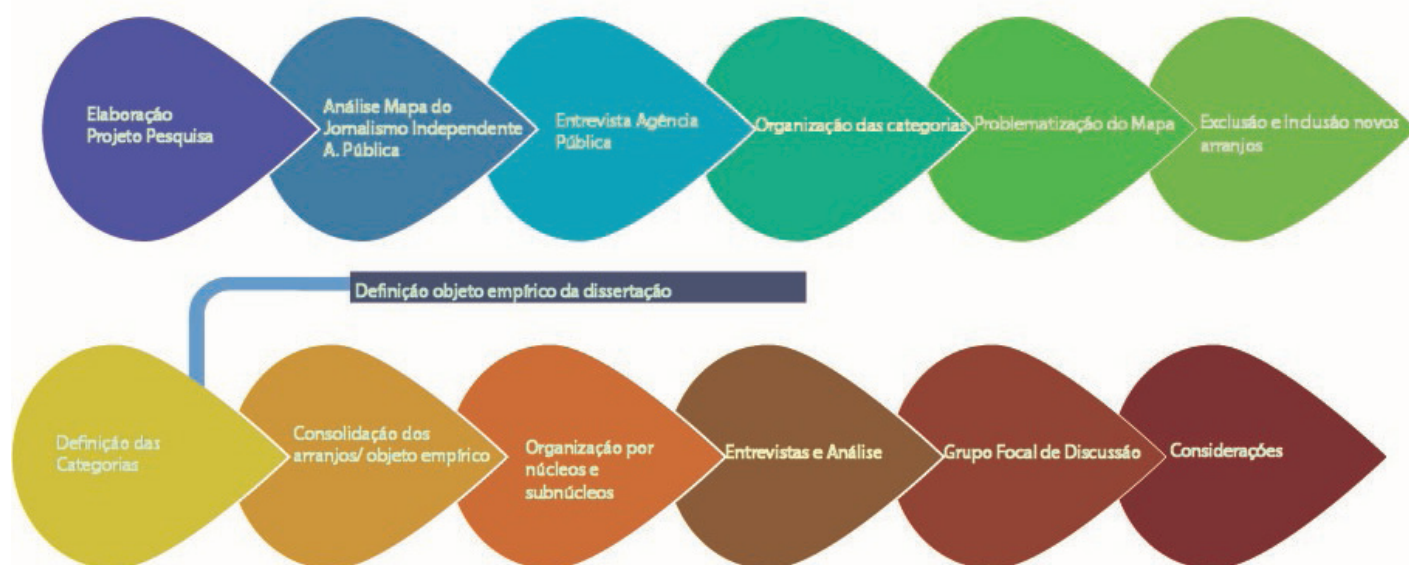 Elaboração
Projeto Pesquisa
Análise Mapa do
Jornalismo Independente
A. Pública
Entrevista Agência
Pública
Organização das categorias
Problematização do Mapa
Exclusão e Inclusão novos
arranjos
Definição objeto empírico da dissertação
Definição das
Categorias
Consolidação dos
arranjos/ objeto empírico
Organização por
núcleos e
subnúcleos
Entrevistas e Análise
Grupo Focal de Discussão
Considerações